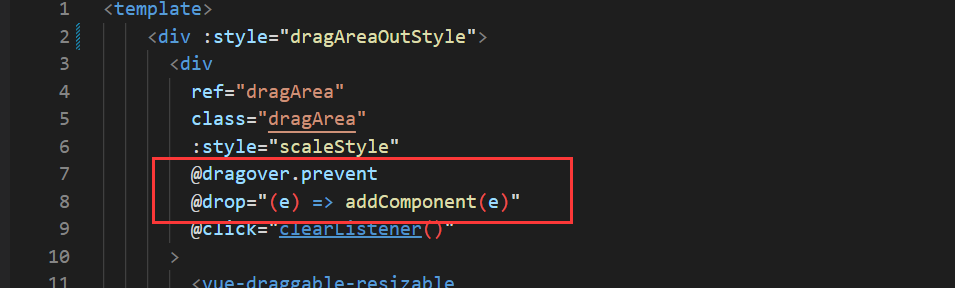 1 <template>
2 <div :style="dragAreaOutStyle">
3 <div
4 ref="dragArea"
5 class="dragArea"
6 :style="scaleStyle"
7 @dragover.prevent
8 @drop="(e) => addComponent(e)"
9 @click="clearListener()"
10 >
11 <vue-draggable-resizable